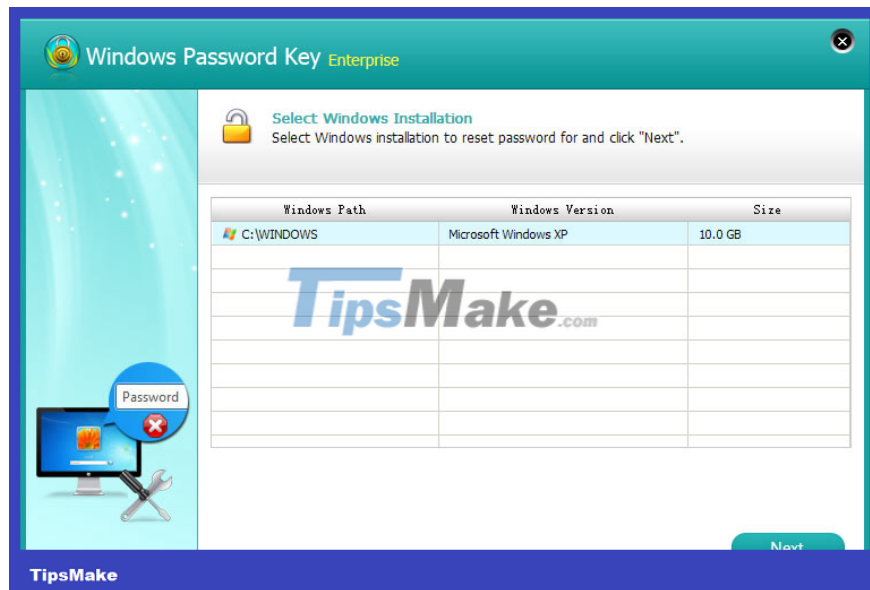 Windows Password Key Enterprise
Select Windows Installation
Select Windows installation to reset password for and click "Next".
Windows Path Windows Version Size
C:\WINDOWS Microsoft Windows XP 10.0 GB
TipsMake.com
Password
Next
TipsMake